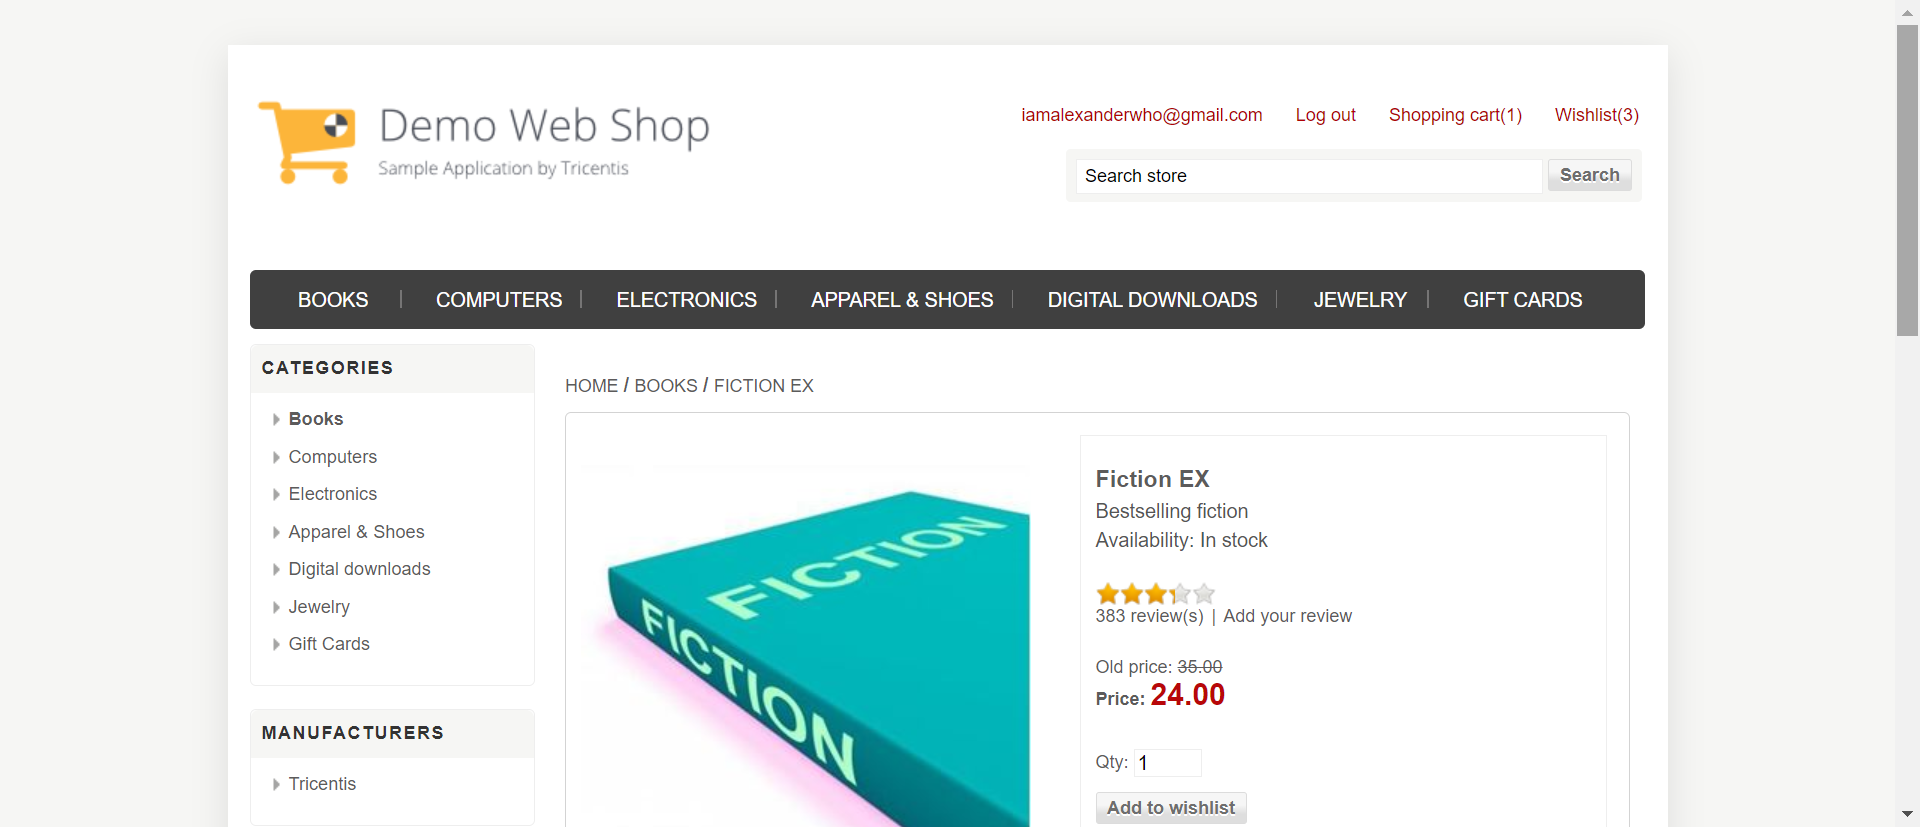 Demo Web Shop
Sample Application by Tricentis
iamalexanderwho@gmail.com Log out Shopping cart(1) Wishlist(3)
Search store Search
BOOKS COMPUTERS ELECTRONICS APPAREL & SHOES DIGITAL DOWNLOADS JEWELRY GIFT CARDS
CATEGORIES
Books
Computers
Electronics
Apparel & Shoes
Digital downloads
Jewelry
Gift Cards
MANUFACTURERS
Tricentis
HOME / BOOKS / FICTION EX
FICTION
FICTION
Fiction EX
Bestselling fiction
Availability: In stock
383 review(s) | Add your review
Old price: 35.00
Price: 24.00
Qty: 1
Add to wishlist